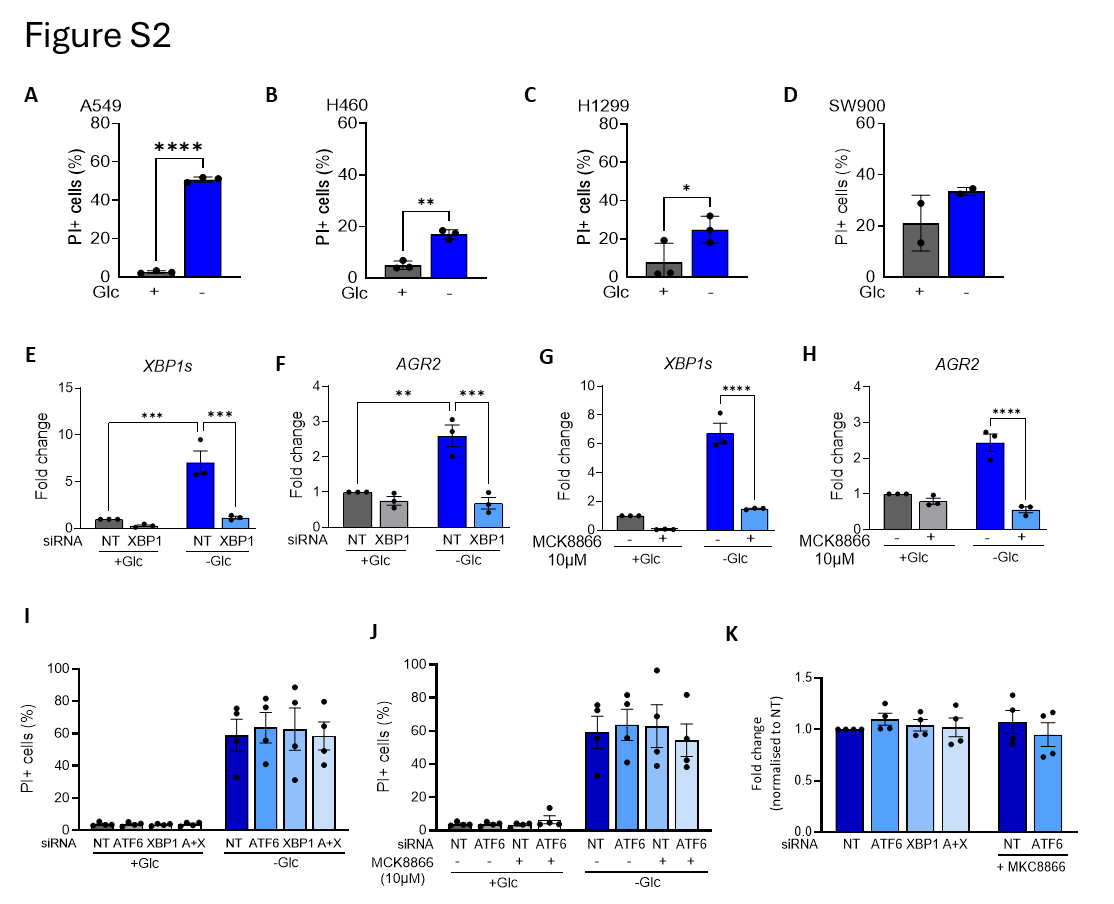 Figure S2
A
A549
PI+ cells (%)
80
60
40
20
0
****
Glc + -
B
H460
PI+ cells (%)
60
40
20
0
**
Glc + -
C
H1299
PI+ cells (%)
80
60
40
20
0
*
Glc + -
D
SW900
PI+ cells (%)
60
40
20
0
Glc + -
E
XBP1s
Fold change
15
10
5
0
*** ***
siRNA NT XBP1 NT XBP1
+Glc -Glc
F
AGR2
Fold change
4
3
2
1
0
** ***
siRNA NT XBP1 NT XBP1
+Glc -Glc
G
XBP1s
Fold change
10
8
6
4
2
0
****
MCK8866 - + - +
10µM +Glc -Glc
H
AGR2
Fold change
4
3
2
1
0
****
MCK8866 - + - +
10µM +Glc -Glc
I
PI+ cells (%)
100
80
60
40
20
0
siRNA NT ATF6 XBP1 A+X NT ATF6 XBP1 A+X
+Glc -Glc
J
PI+ cells (%)
100
80
60
40
20
0
siRNA NT ATF6 NT ATF6 NT ATF6 NT ATF6
MCK8866 - - + + - - + +
(10µM) +Glc -Glc
K
Fold change
(normalised to NT)
1.5
1.0
0.5
0.0
siRNA NT ATF6 XBP1 A+X NT ATF6
+ MKC8866